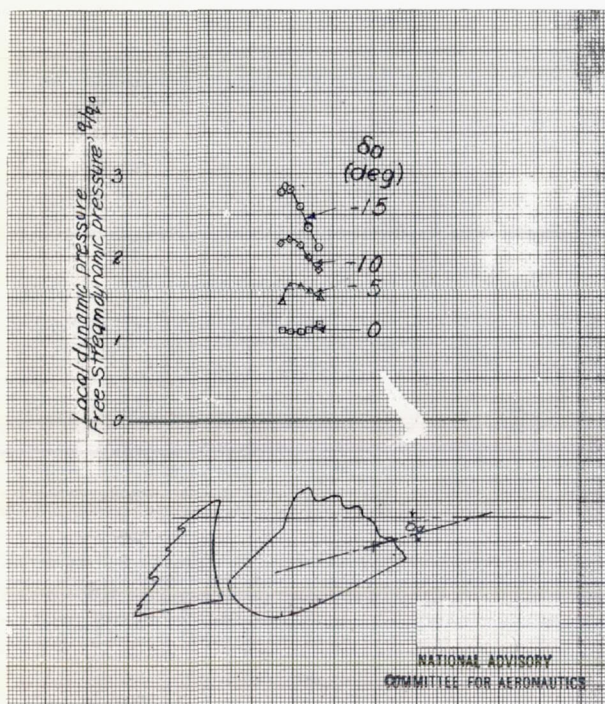 Local dynamic pressure
Free-stream dynamic pressure, q/q₀
δa
(deg)
3
-15
2
-10
-5
1
0
0
δa
NATIONAL ADVISORY
COMMITTEE FOR AERONAUTICS